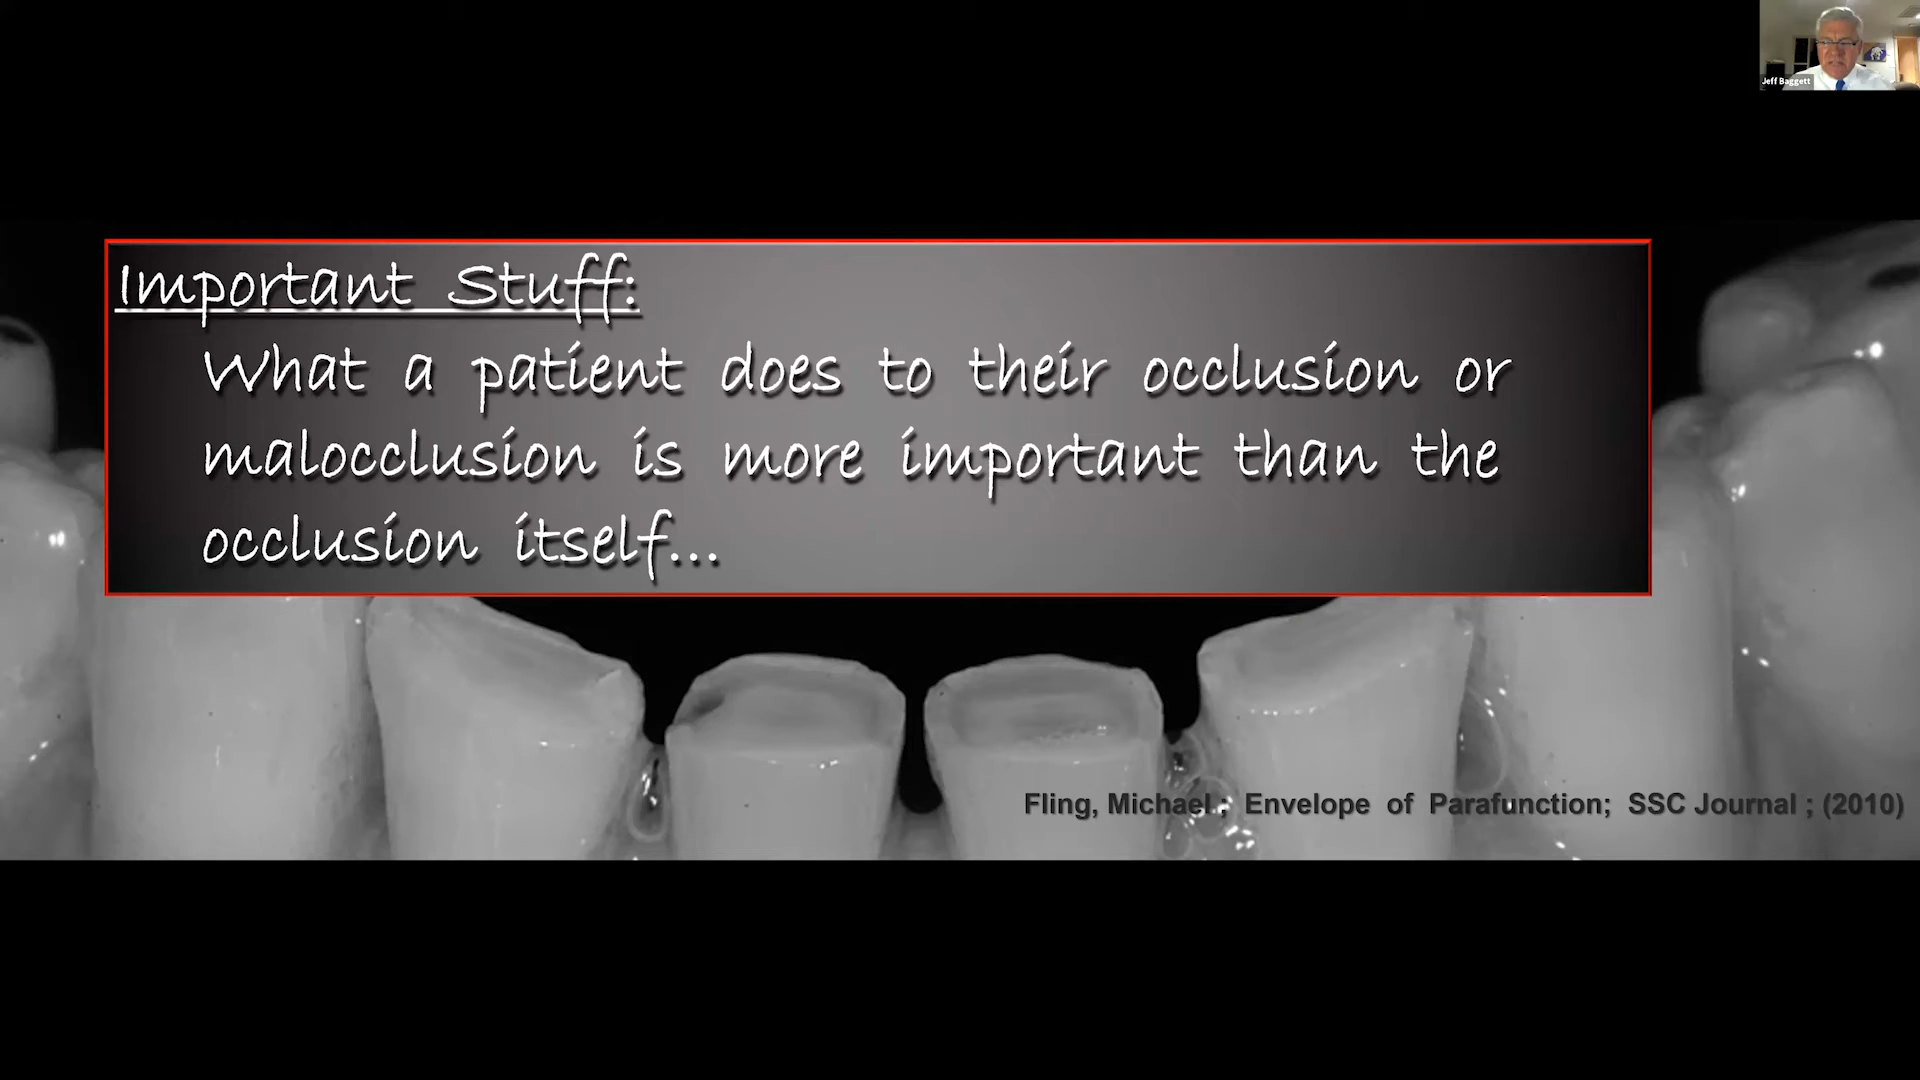 Jeff Baggett
Important Stuff:
What a patient does to their occlusion or
malocclusion is more important than the
occlusion itself...
Fling, Michael.; Envelope of Parafunction; SSC Journal ; (2010)